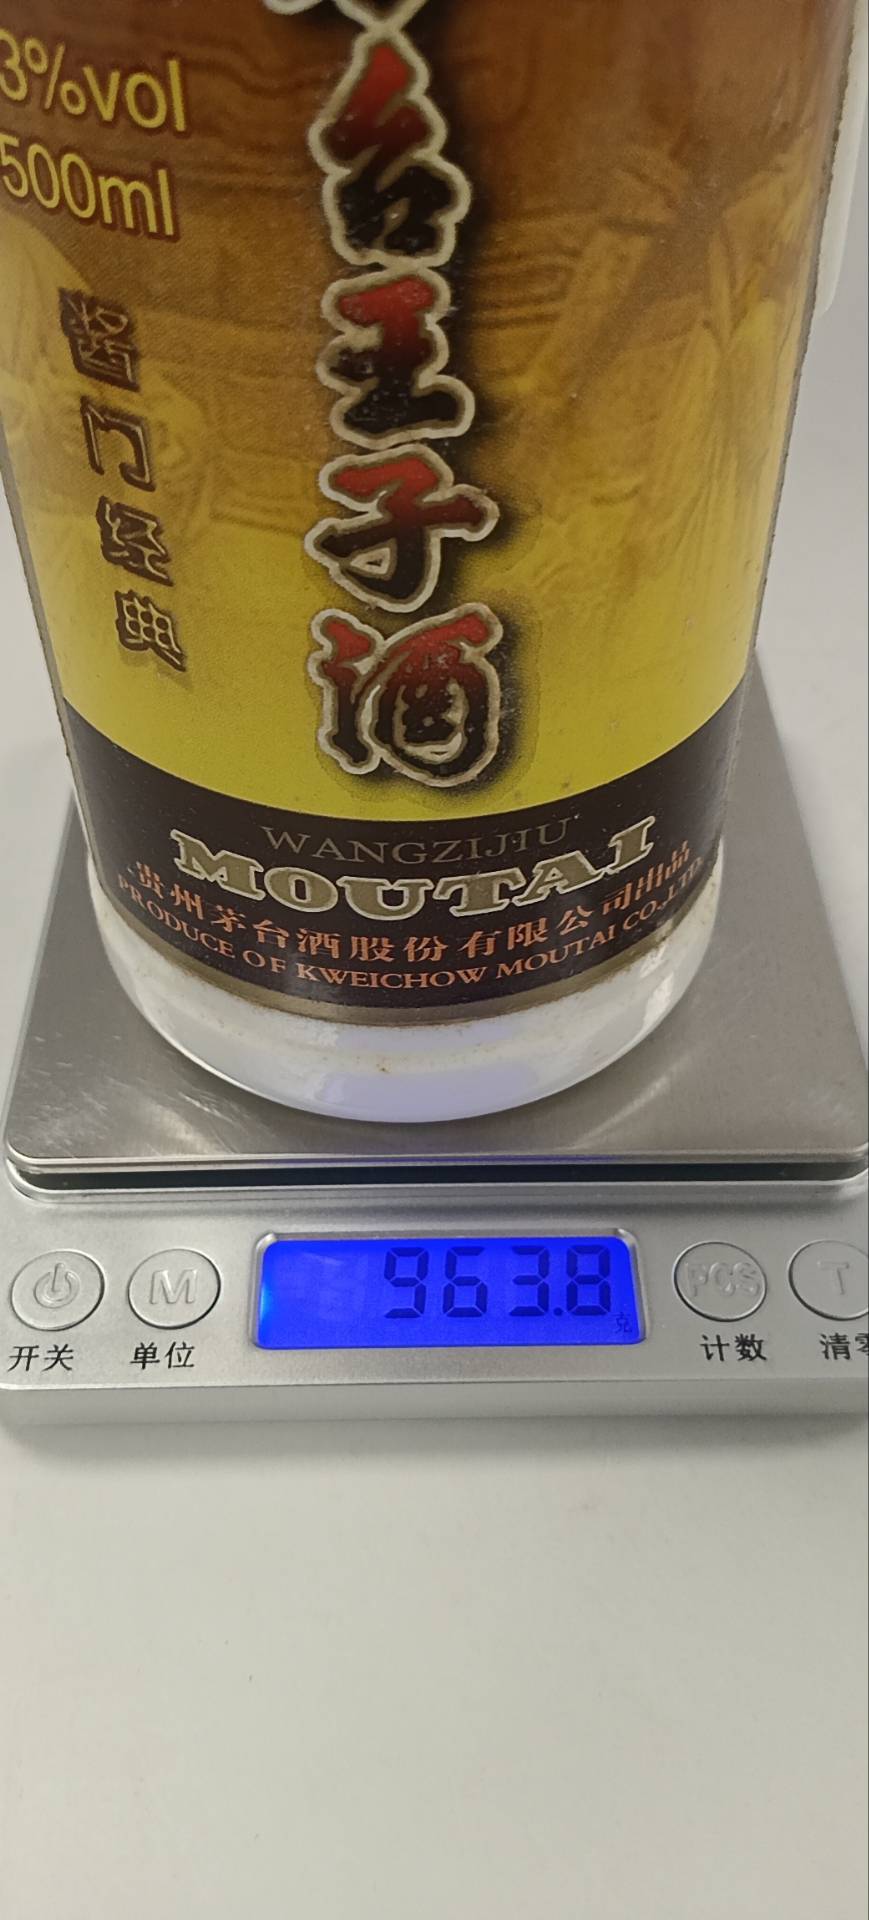 3%vol
500ml
酱门经典
台王子酒
WANGZIJIU
MOUTAI
贵州茅台酒股份有限公司出品
PRODUCE OF KWEICHOW MOUTAI CO.,LTD.
963.8
克
M
PCS
T
开关
单位
计数
清零